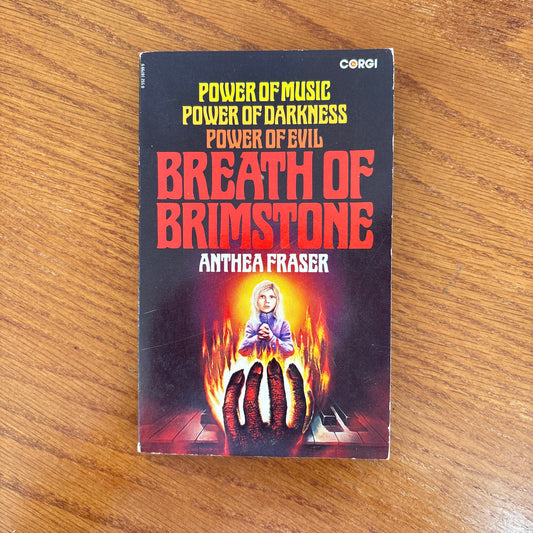 CORGI
POWER OF MUSIC
POWER OF DARKNESS
POWER OF EVIL
BREATH OF
BRIMSTONE
ANTHEA FRASER